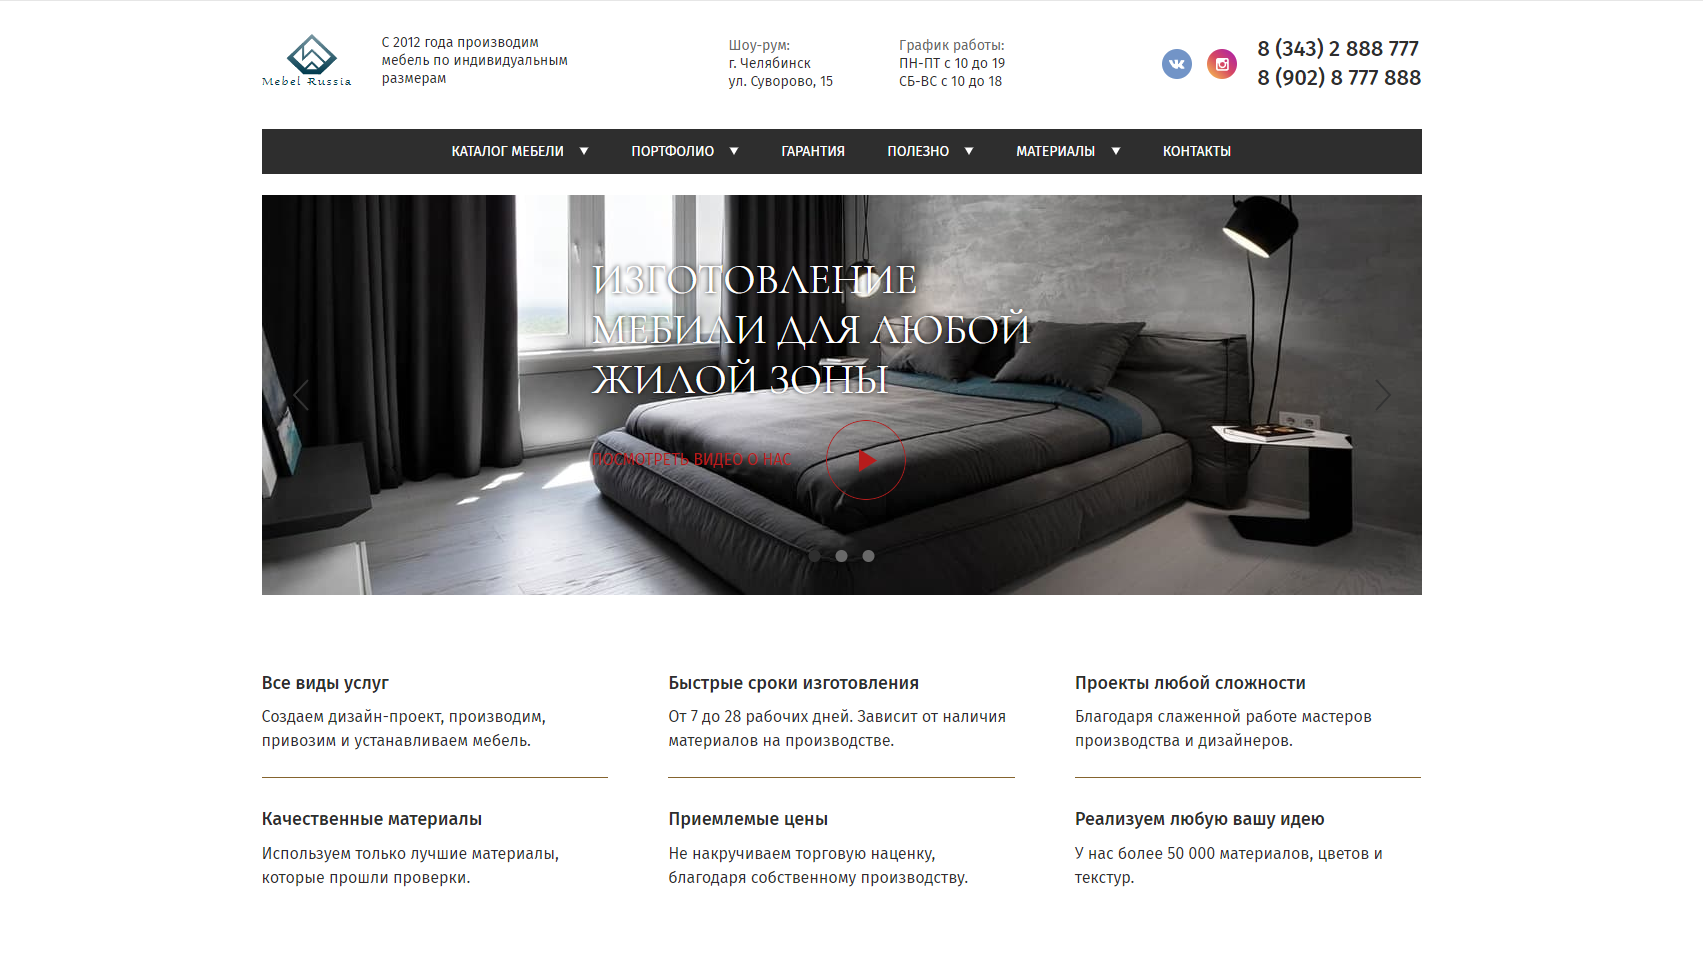 Mebel Russia
С 2012 года производим
мебель по индивидуальным
размерам
Шоу-рум:
г. Челябинск
ул. Суворово, 15
График работы:
ПН-ПТ с 10 до 19
СБ-ВС с 10 до 18
8 (343) 2 888 777
8 (902) 8 777 888
КАТАЛОГ МЕБЕЛИ ▼ ПОРТФОЛИО ▼ ГАРАНТИЯ ПОЛЕЗНО ▼ МАТЕРИАЛЫ ▼ КОНТАКТЫ
ИЗГОТОВЛЕНИЕ
МЕБИЛИ ДЛЯ ЛЮБОЙ
ЖИЛОЙ ЗОНЫ
ПОСМОТРЕТЬ ВИДЕО О НАС
Все виды услуг
Создаем дизайн-проект, производим,
привозим и устанавливаем мебель.
Быстрые сроки изготовления
От 7 до 28 рабочих дней. Зависит от наличия
материалов на производстве.
Проекты любой сложности
Благодаря слаженной работе мастеров
производства и дизайнеров.
Качественные материалы
Используем только лучшие материалы,
которые прошли проверки.
Приемлемые цены
Не накручиваем торговую наценку,
благодаря собственному производству.
Реализуем любую вашу идею
У нас более 50 000 материалов, цветов и
текстур.